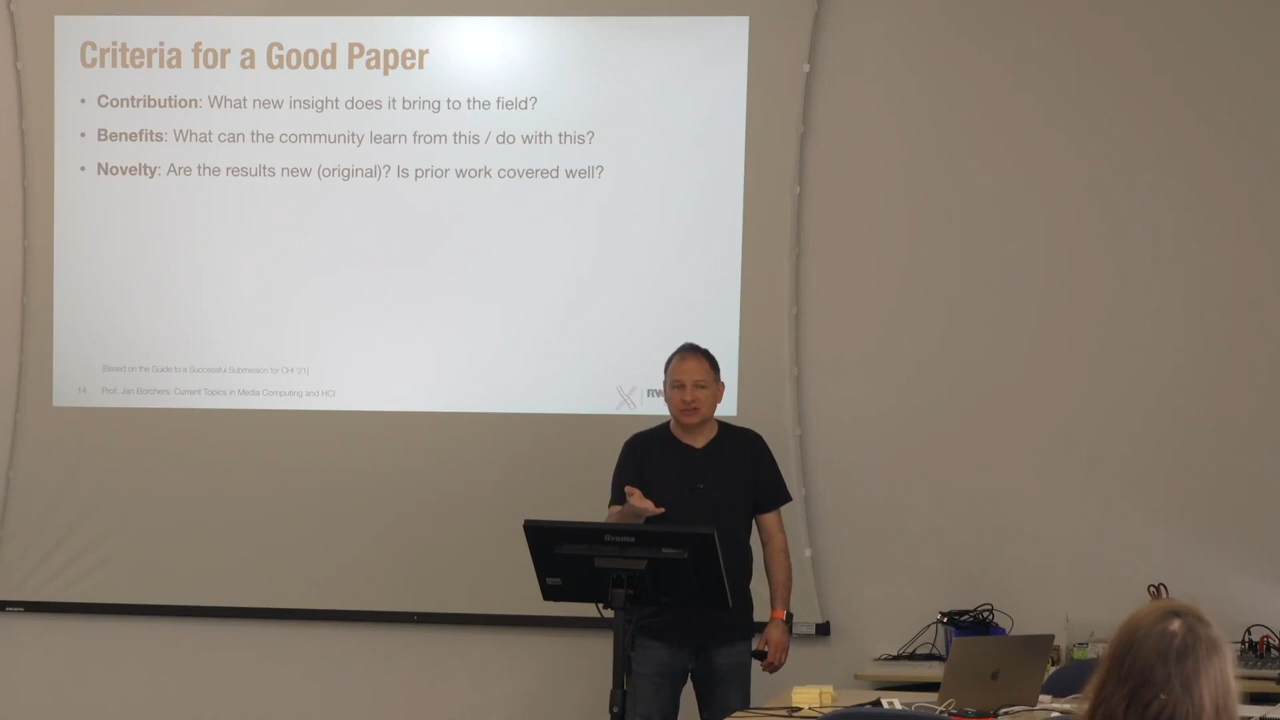 Criteria for a Good Paper
• Contribution: What new insight does it bring to the field?
• Benefits: What can the community learn from this / do with this?
• Novelty: Are the results new (original)? Is prior work covered well?
[Based on the Guide to a Successful Submission for CHI '21]
14 Prof. Jan Borchers: Current Topics in Media Computing and HCI
RW
iiyama